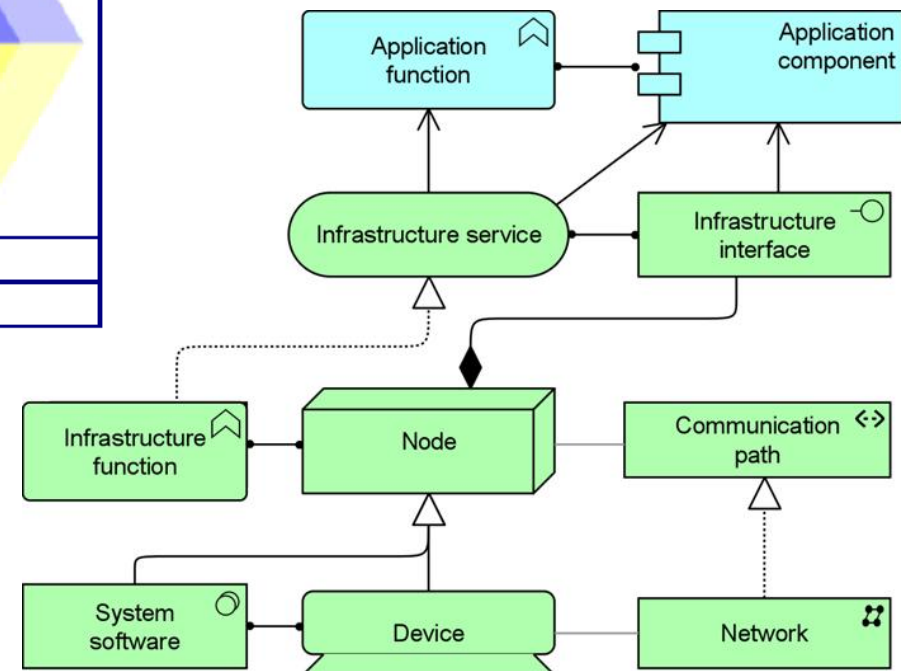 Application
function
Application
component
Infrastructure service
Infrastructure
interface
Infrastructure
function
Node
Communication
path
System
software
Device
Network